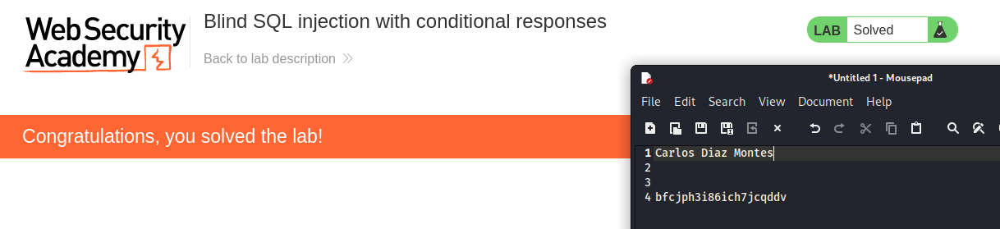 Web Security
Academy
Blind SQL injection with conditional responses
Back to lab description
LAB Solved
Congratulations, you solved the lab!
*Untitled 1 - Mousepad
File Edit Search View Document Help
1 Carlos Diaz Montes
2
3
4 bfcjph3i86ich7jcqddv